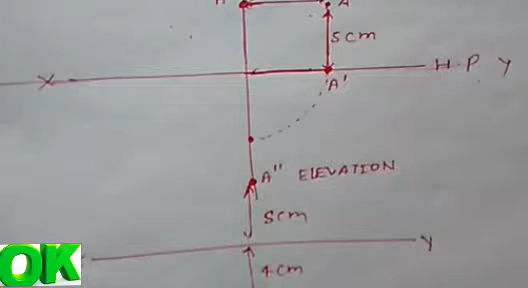 A
5cm
X
H.P Y
'A'
A" ELEVATION
5cm
Y
4cm
OK